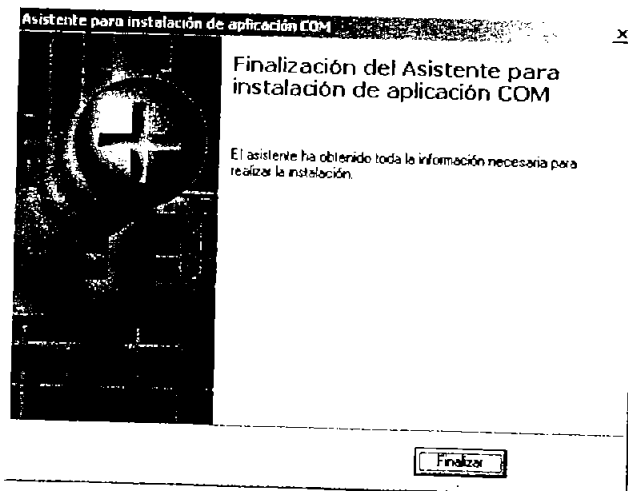 Asistente para instalación de aplicación COM
Finalización del Asistente para
instalación de aplicación COM
El asistente ha obtenido toda la información necesaria para
realizar la instalación.
Finalizar